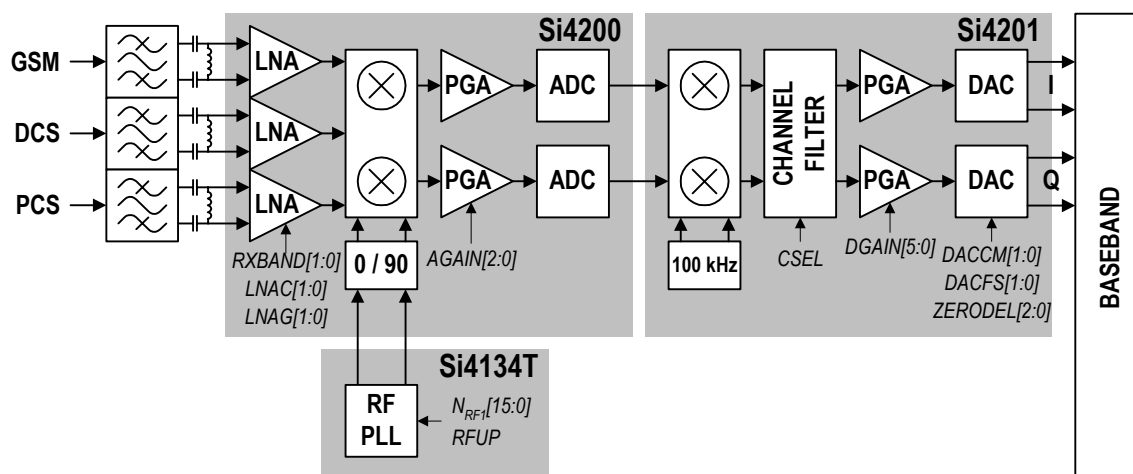 Si4200
Si4201
GSM
DCS
PCS
LNA
LNA
LNA
PGA
ADC
PGA
ADC
CHANNEL
FILTER
PGA
DAC
I
PGA
DAC
Q
BASEBAND
RXBAND[1:0]
LNAC[1:0]
LNAG[1:0]
0 / 90
AGAIN[2:0]
100 kHz
CSEL
DGAIN[5:0]
DACCM[1:0]
DACFS[1:0]
ZERODEL[2:0]
Si4134T
RF
PLL
NRF1[15:0]
RFUP